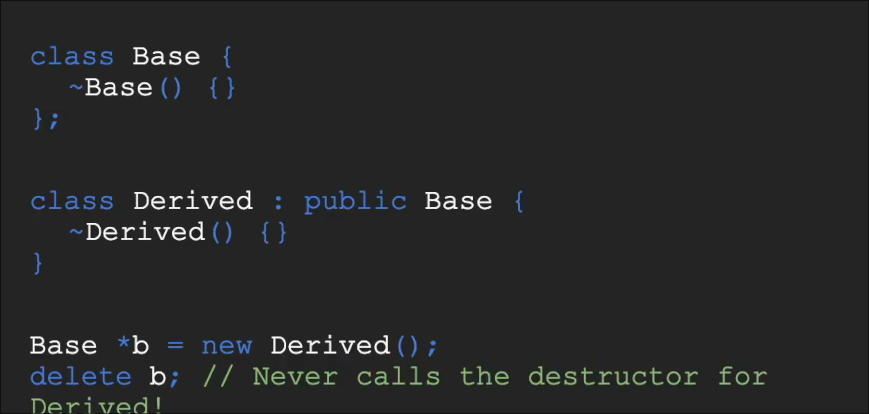 class Base {
~Base() {}
};
class Derived : public Base {
~Derived() {}
}
Base *b = new Derived();
delete b; // Never calls the destructor for
Derived!